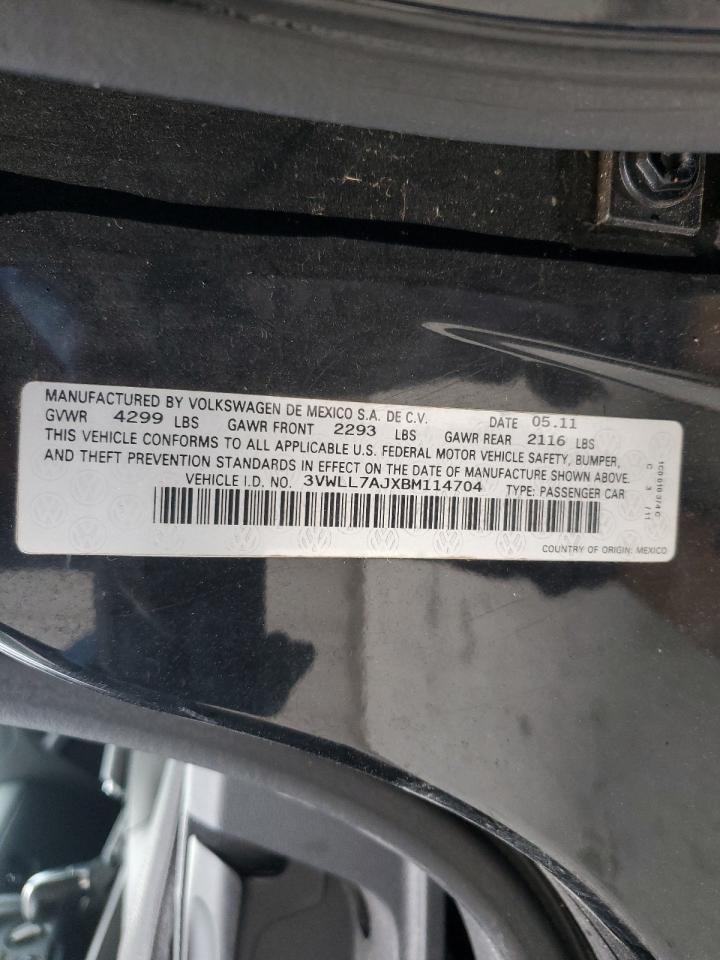 MANUFACTURED BY VOLKSWAGEN DE MEXICO S.A. DE C.V. DATE 05.11
GVWR 4299 LBS GAWR FRONT 2293 LBS GAWR REAR 2116 LBS
THIS VEHICLE CONFORMS TO ALL APPLICABLE U.S. FEDERAL MOTOR VEHICLE SAFETY, BUMPER,
AND THEFT PREVENTION STANDARDS IN EFFECT ON THE DATE OF MANUFACTURE SHOWN ABOVE.
VEHICLE I.D. NO. 3VWLL7AJXBM114704 TYPE: PASSENGER CAR
COUNTRY OF ORIGIN: MEXICO